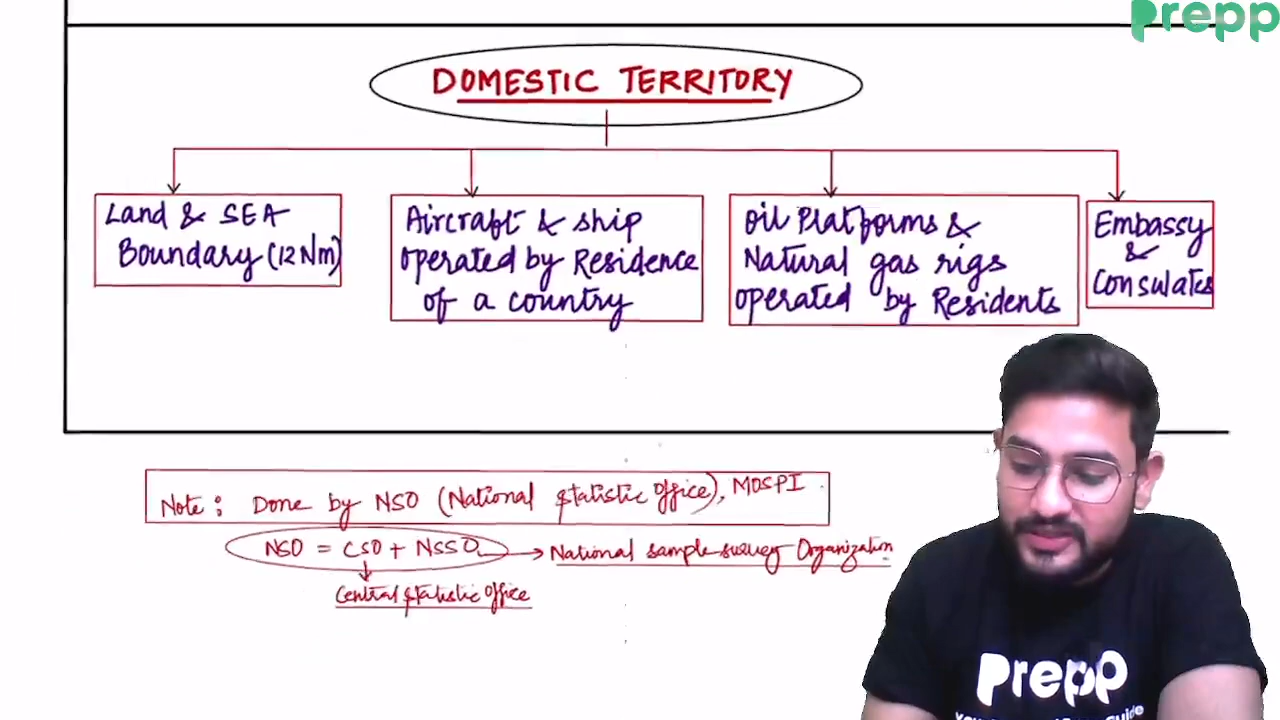 Prepp
DOMESTIC TERRITORY
Land & SEA
Boundary (12Nm)
Aircraft & ship
operated by Residence
of a country
Oil Platforms &
Natural gas rigs
operated by Residents
Embassy
&
Consulates
Note: Done by NSO (National Statistic Office), MOSPI
NSO = CSO + NSSO → National sample survey Organization
Central Statistic Office
Prepp
Guide